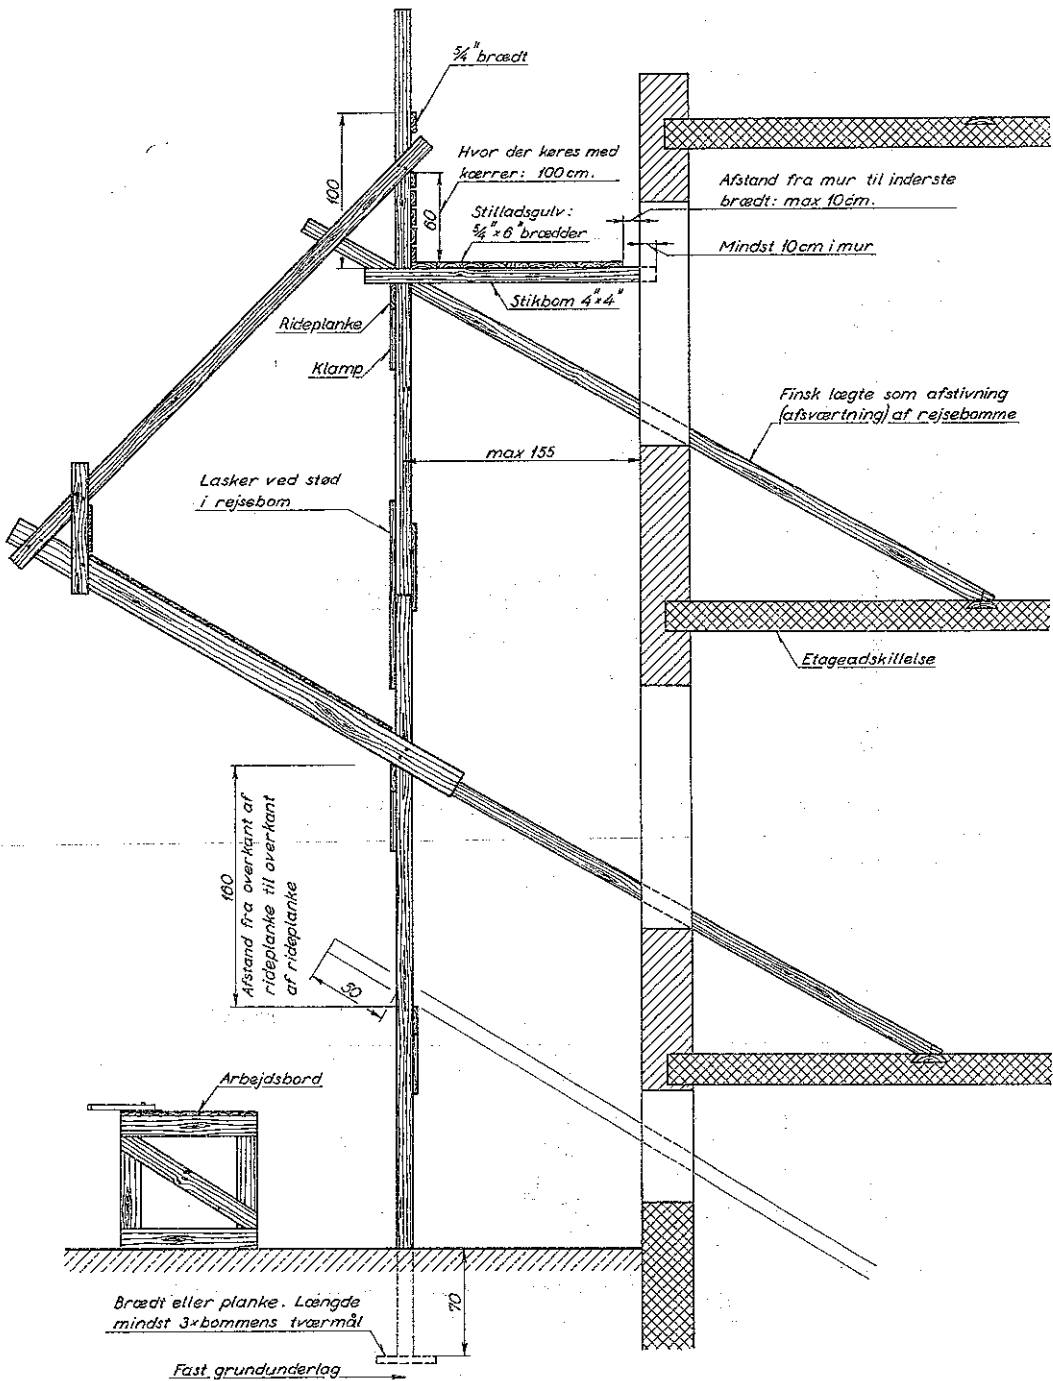 5/4" brædt
Hvor der køres med
kærrer: 100 cm.
100
60
Stilladsgulv:
5/4" x 6" brædder
Afstand fra mur til inderste
brædt: max 10cm.
Mindst 10cm i mur
Stikbom 4" x 4"
Rideplanke
Klamp
Finsk lægte som afstivning
(afsværtning) af rejsebomme
max 155
Lasker ved stød
i rejsebom
Etageadskillelse
180
Afstand fra overkant af
rideplanke til overkant
af rideplanke
50
Arbejdsbord
Brædt eller planke. Længde
mindst 3×bommens tværmål
70
Fast grundunderlag